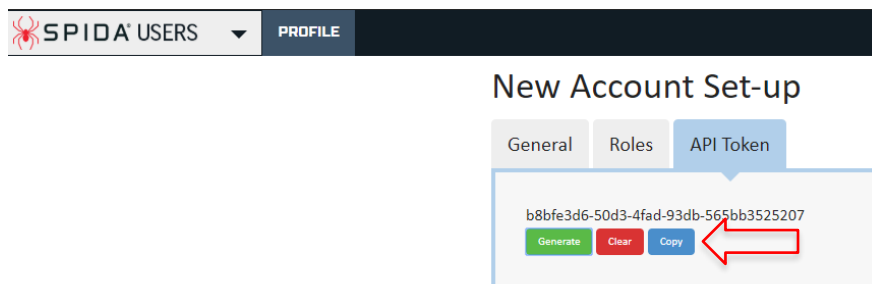 SPIDA® USERS PROFILE
New Account Set-up
General Roles API Token
b8bfe3d6-50d3-4fad-93db-565bb3525207
Generate Clear Copy